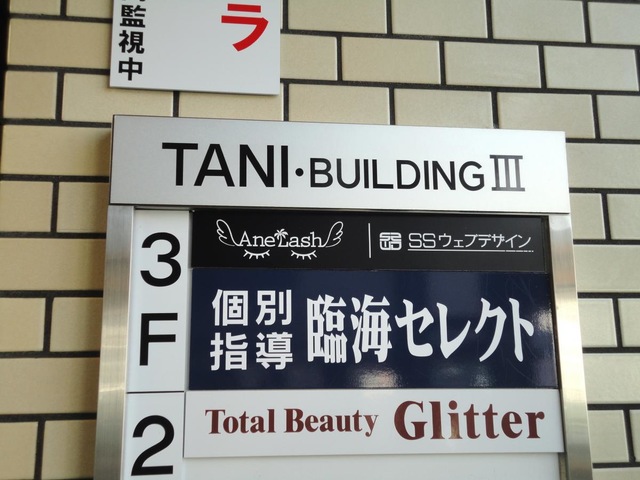 監視中
ラ
TANI・BUILDING III
3F
AneLash
SSウェブデザイン
個別指導 臨海セレクト
2
Total Beauty Glitter